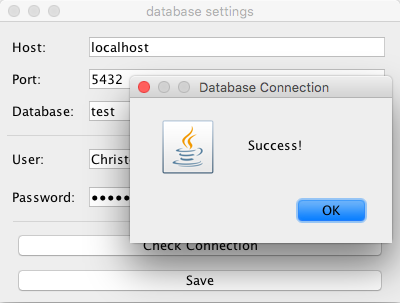 database settings
Host: localhost
Port: 5432
Database: test
Database Connection
Success!
OK
User: Christ
Password: ●●●●●
Check Connection
Save